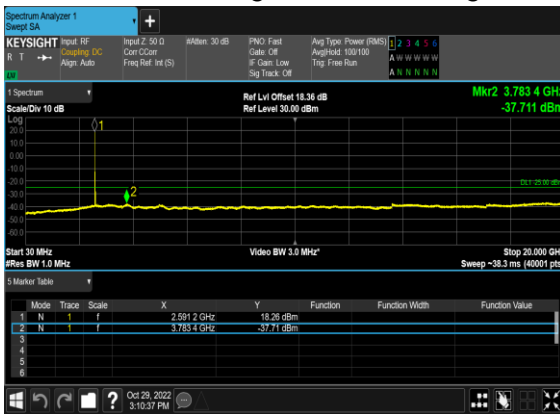 Spectrum Analyzer 1
Swept SA
KEYSIGHT
R T
LV
Input: RF
Coupling: DC
Align: Auto
Input Z: 50 Ω
Corr CCorr
Freq Ref: Int (S)
#Atten: 30 dB
PNO: Fast
Gate: Off
IF Gain: Low
Sig Track: Off
Avg Type: Power (RMS)
Avg|Hold: 100/100
Trig: Free Run
1 2 3 4 5 6
A W W W W W
A N N N N N
1 Spectrum
Scale/Div 10 dB
Ref Lvl Offset 18.36 dB
Ref Level 30.00 dBm
Mkr2 3.783 4 GHz
-37.711 dBm
Log
20.0
10.0
0.00
-10.0
-20.0
-30.0
-40.0
-50.0
-60.0
1
2
DL1 -25.00 dBm
Start 30 MHz
#Res BW 1.0 MHz
Video BW 3.0 MHz*
Stop 20.000 GH
Sweep ~38.3 ms (40001 pts
5 Marker Table
Mode Trace Scale X Y Function Function Width Function Value
1 N 1 f 2.591 2 GHz 18.26 dBm
2 N 1 f 3.783 4 GHz -37.71 dBm
3
4
5
6
?
Oct 29, 2022
3:10:37 PM